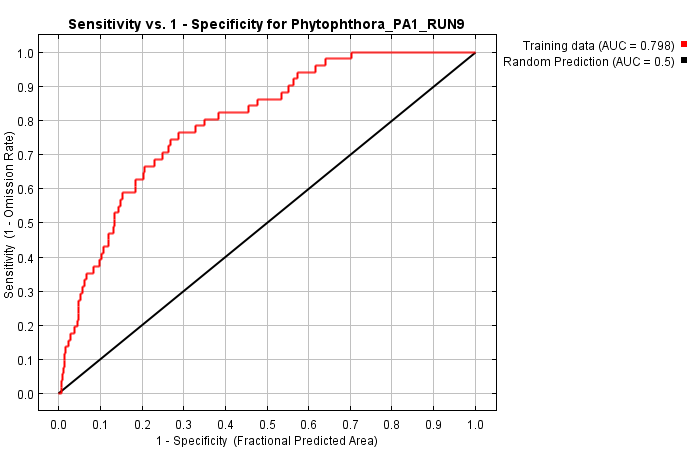 Sensitivity vs. 1 - Specificity for Phytophthora_PA1_RUN9
Training data (AUC = 0.798)
Random Prediction (AUC = 0.5)
Sensitivity (1 - Omission Rate)
1.0
0.9
0.8
0.7
0.6
0.5
0.4
0.3
0.2
0.1
0.0
0.0 0.1 0.2 0.3 0.4 0.5 0.6 0.7 0.8 0.9 1.0
1 - Specificity (Fractional Predicted Area)